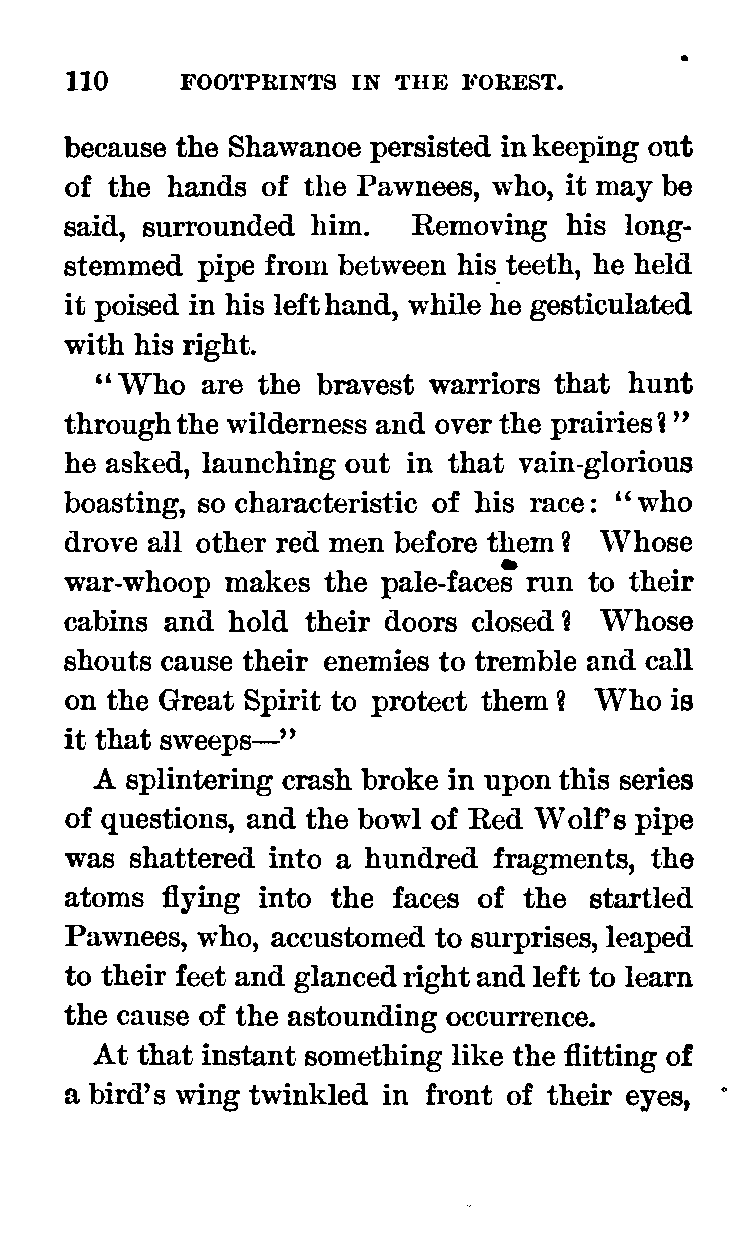 110 FOOTPRINTS IN THE FOREST.
because the Shawanoe persisted in keeping out
of the hands of the Pawnees, who, it may be
said, surrounded him. Removing his long-
stemmed pipe from between his teeth, he held
it poised in his left hand, while he gesticulated
with his right.
“Who are the bravest warriors that hunt
through the wilderness and over the prairies?”
he asked, launching out in that vain-glorious
boasting, so characteristic of his race: “who
drove all other red men before them? Whose
war-whoop makes the pale-faces run to their
cabins and hold their doors closed? Whose
shouts cause their enemies to tremble and call
on the Great Spirit to protect them? Who is
it that sweeps—”
A splintering crash broke in upon this series
of questions, and the bowl of Red Wolf's pipe
was shattered into a hundred fragments, the
atoms flying into the faces of the startled
Pawnees, who, accustomed to surprises, leaped
to their feet and glanced right and left to learn
the cause of the astounding occurrence.
At that instant something like the flitting of
a bird's wing twinkled in front of their eyes,